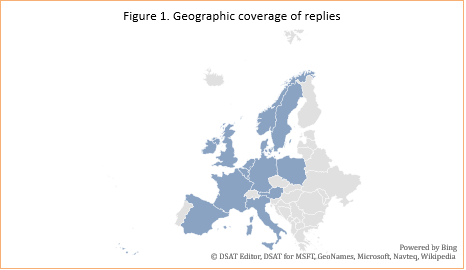 Figure 1. Geographic coverage of replies
Powered by Bing
© DSAT Editor, DSAT for MSFT, GeoNames, Microsoft, Navteq, Wikipedia